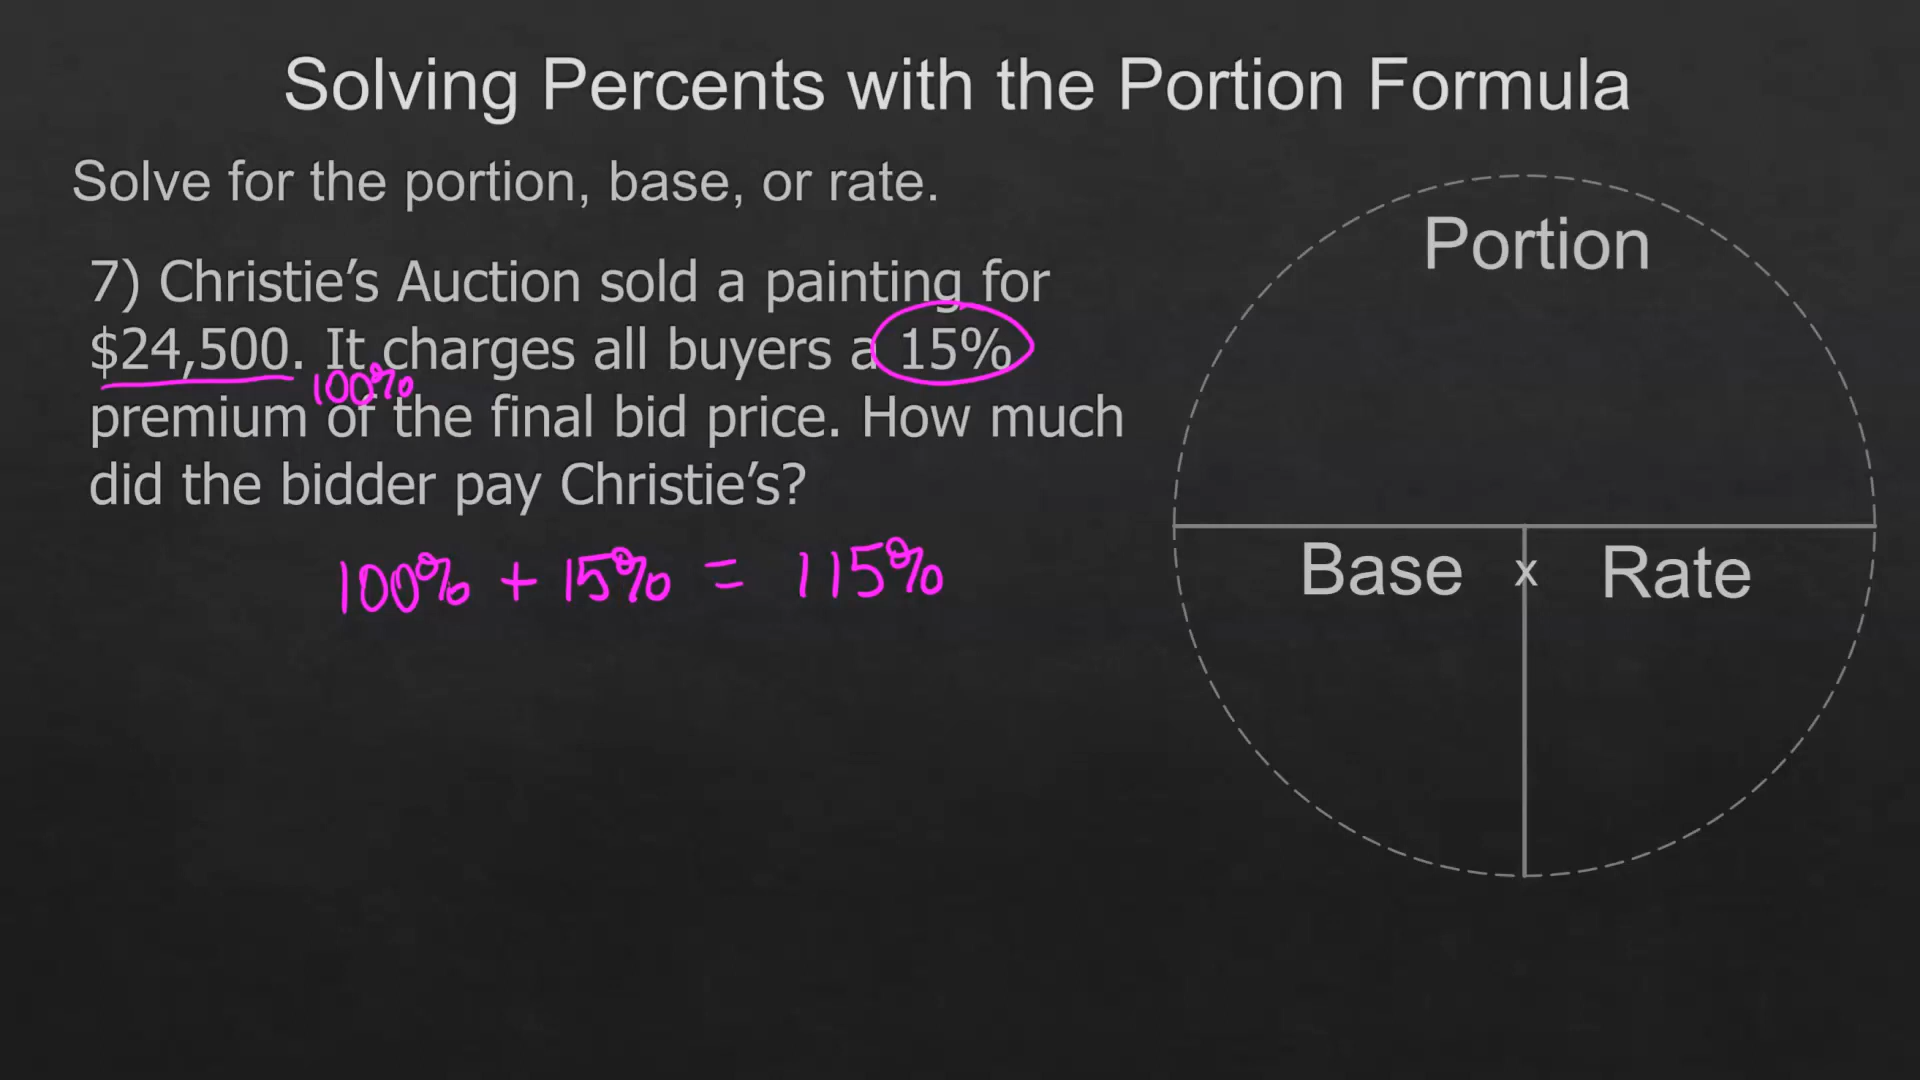 Solving Percents with the Portion Formula
Solve for the portion, base, or rate.
7) Christie’s Auction sold a painting for
$24,500. It charges all buyers a 15%
100%
premium of the final bid price. How much
did the bidder pay Christie’s?
100% + 15% = 115%
Portion
Base x Rate